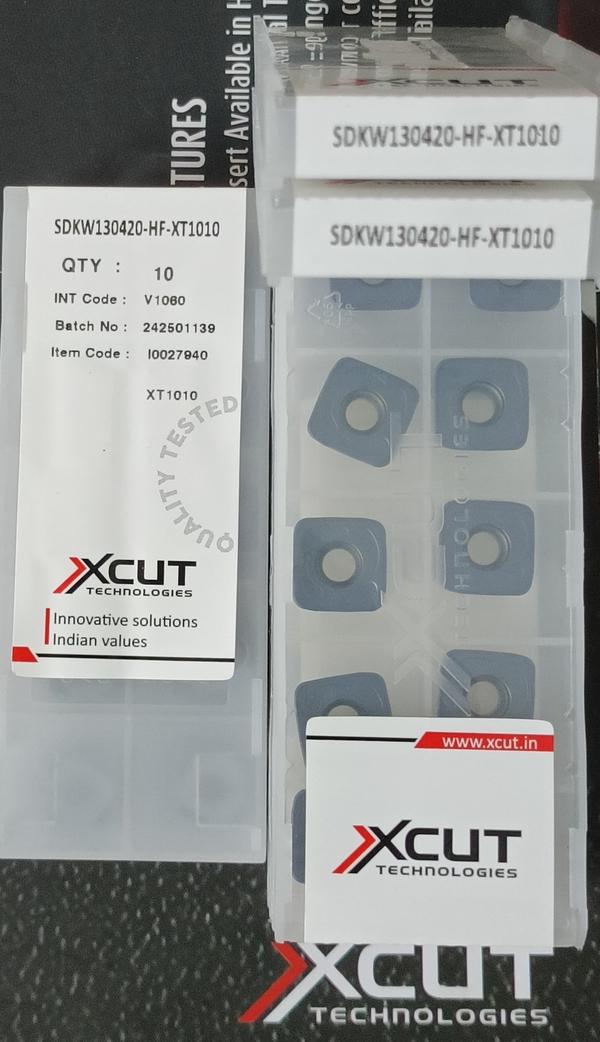 TURES
sert Available in H
SDKW130420-HF-XT1010
TECHNOLOGIES
SDKW130420-HF-XT1010
SDKW130420-HF-XT1010
QTY : 10
INT Code : V1060
Batch No : 242501139
Item Code : I0027940
XT1010
QUALITY TESTED
XCUT
TECHNOLOGIES
Innovative solutions
Indian values
PP
www.xcut.in
XCUT
TECHNOLOGIES
XCUT
TECHNOLOGIES